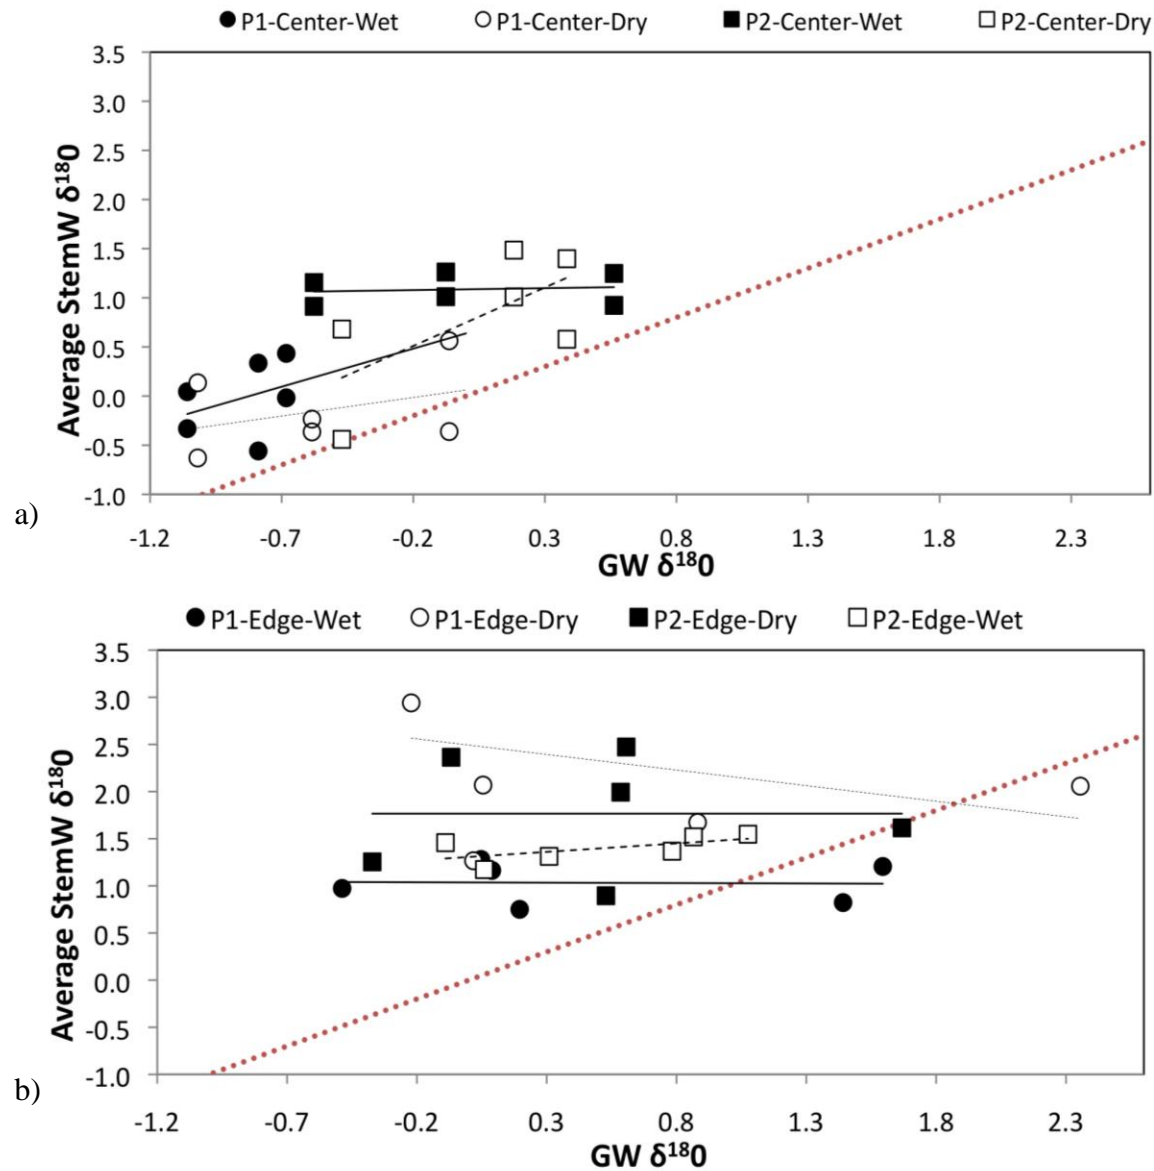 P1-Center-Wet P1-Center-Dry P2-Center-Wet P2-Center-Dry
3.5
3.0
2.5
2.0
1.5
1.0
0.5
0.0
-0.5
-1.0
Average StemW δ¹⁸0
a)
-1.2 -0.7 -0.2 0.3 0.8 1.3 1.8 2.3
GW δ¹⁸0
P1-Edge-Wet P1-Edge-Dry P2-Edge-Dry P2-Edge-Wet
3.5
3.0
2.5
2.0
1.5
1.0
0.5
0.0
-0.5
-1.0
Average StemW δ¹⁸0
b)
-1.2 -0.7 -0.2 0.3 0.8 1.3 1.8 2.3
GW δ¹⁸0